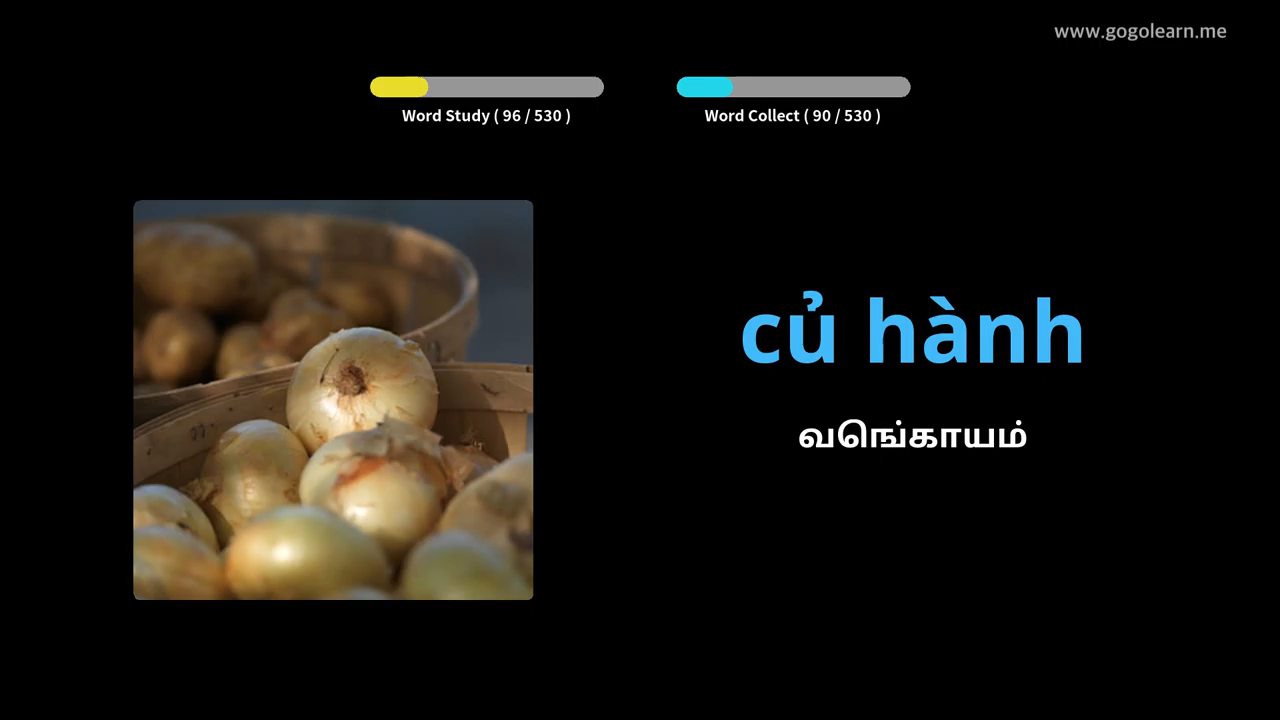 www.gogolearn.me
Word Study ( 96 / 530 )
Word Collect ( 90 / 530 )
củ hành
வெங்காயம்